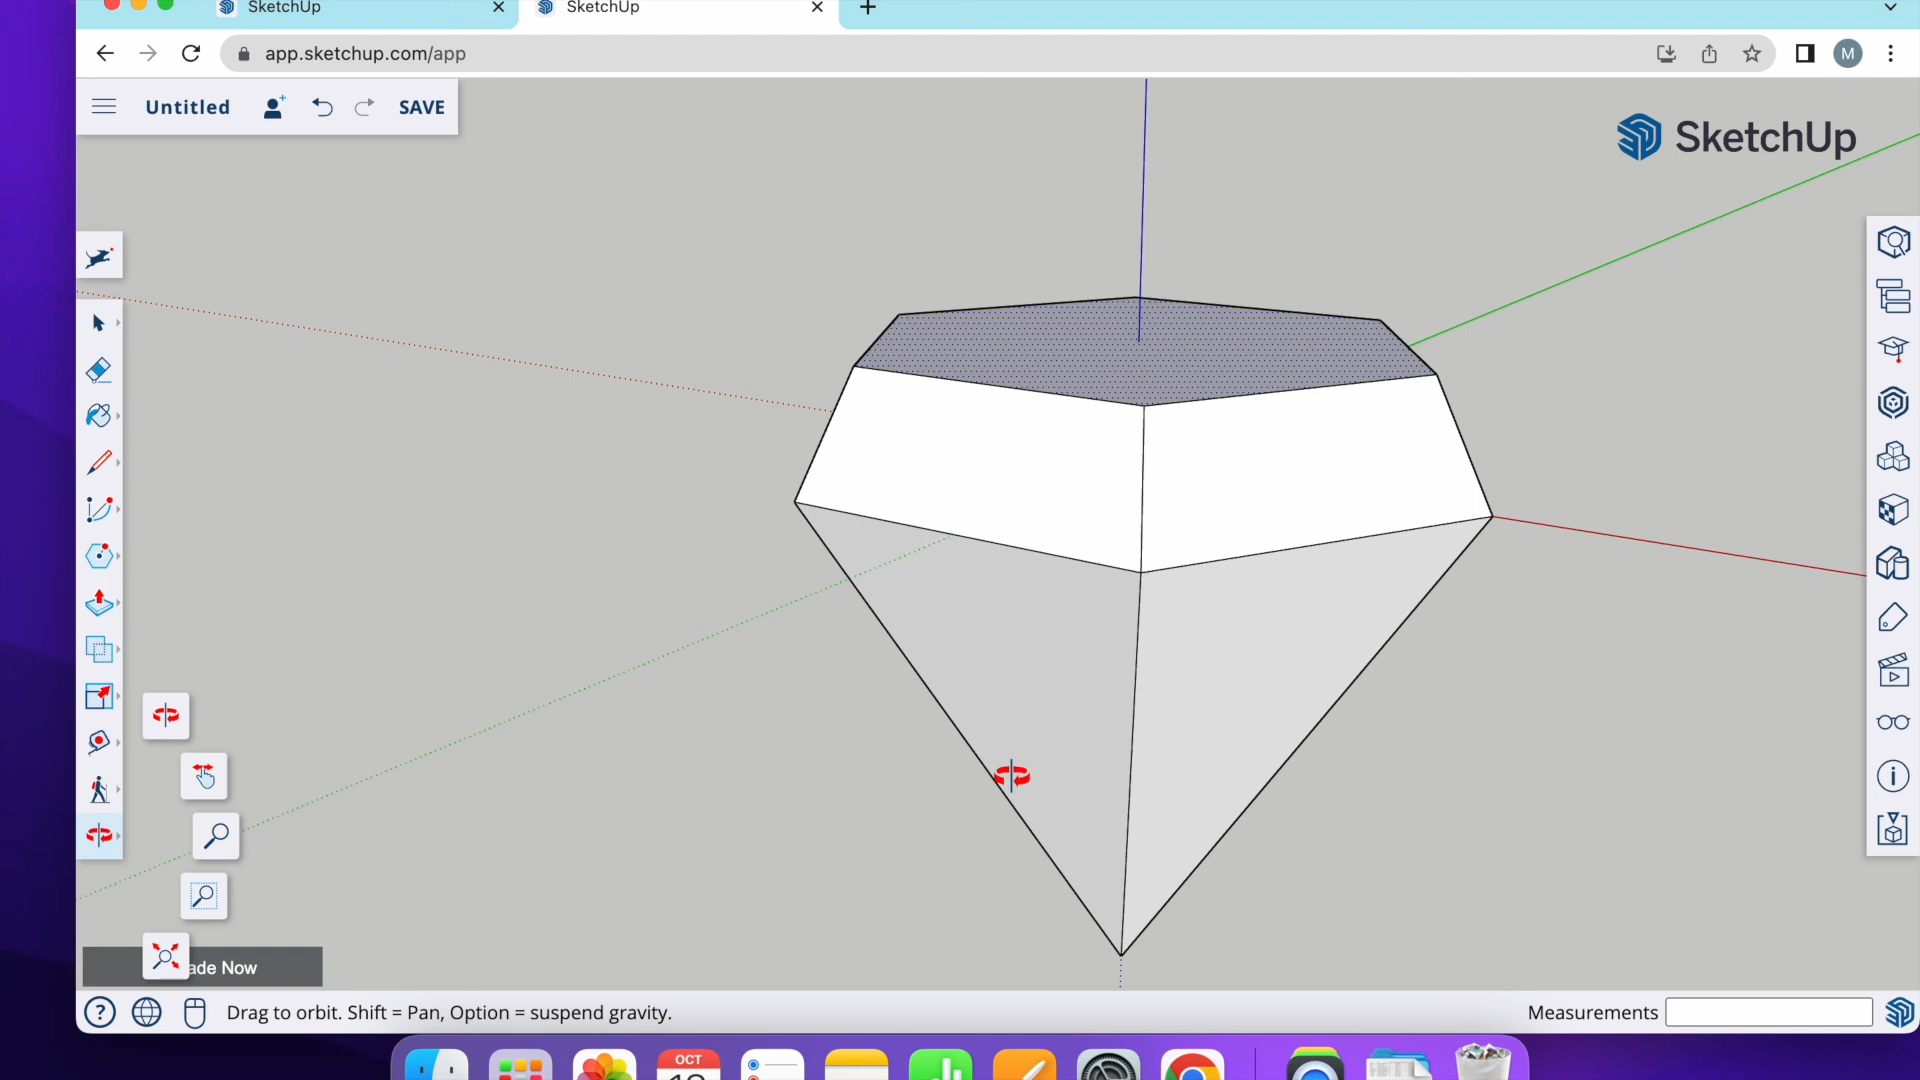 SketchUp
SketchUp
app.sketchup.com/app
M
Untitled
SAVE
SketchUp
ade Now
Drag to orbit. Shift = Pan, Option = suspend gravity.
Measurements
OCT